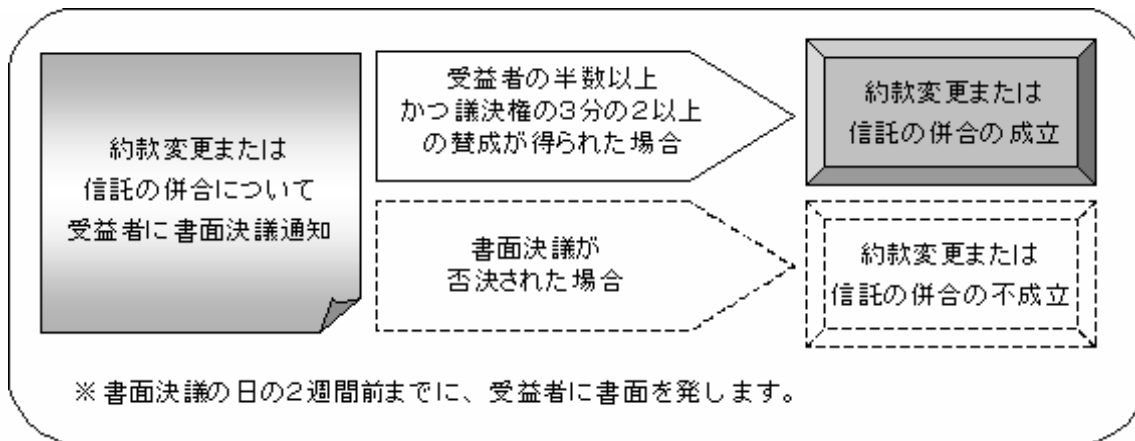 約款変更または
信託の併合について
受益者に書面決議通知
受益者の半数以上
かつ議決権の3分の2以上
の賛成が得られた場合
約款変更または
信託の併合の成立
書面決議が
否決された場合
約款変更または
信託の併合の不成立
※書面決議の日の2週間前までに、受益者に書面を発します。